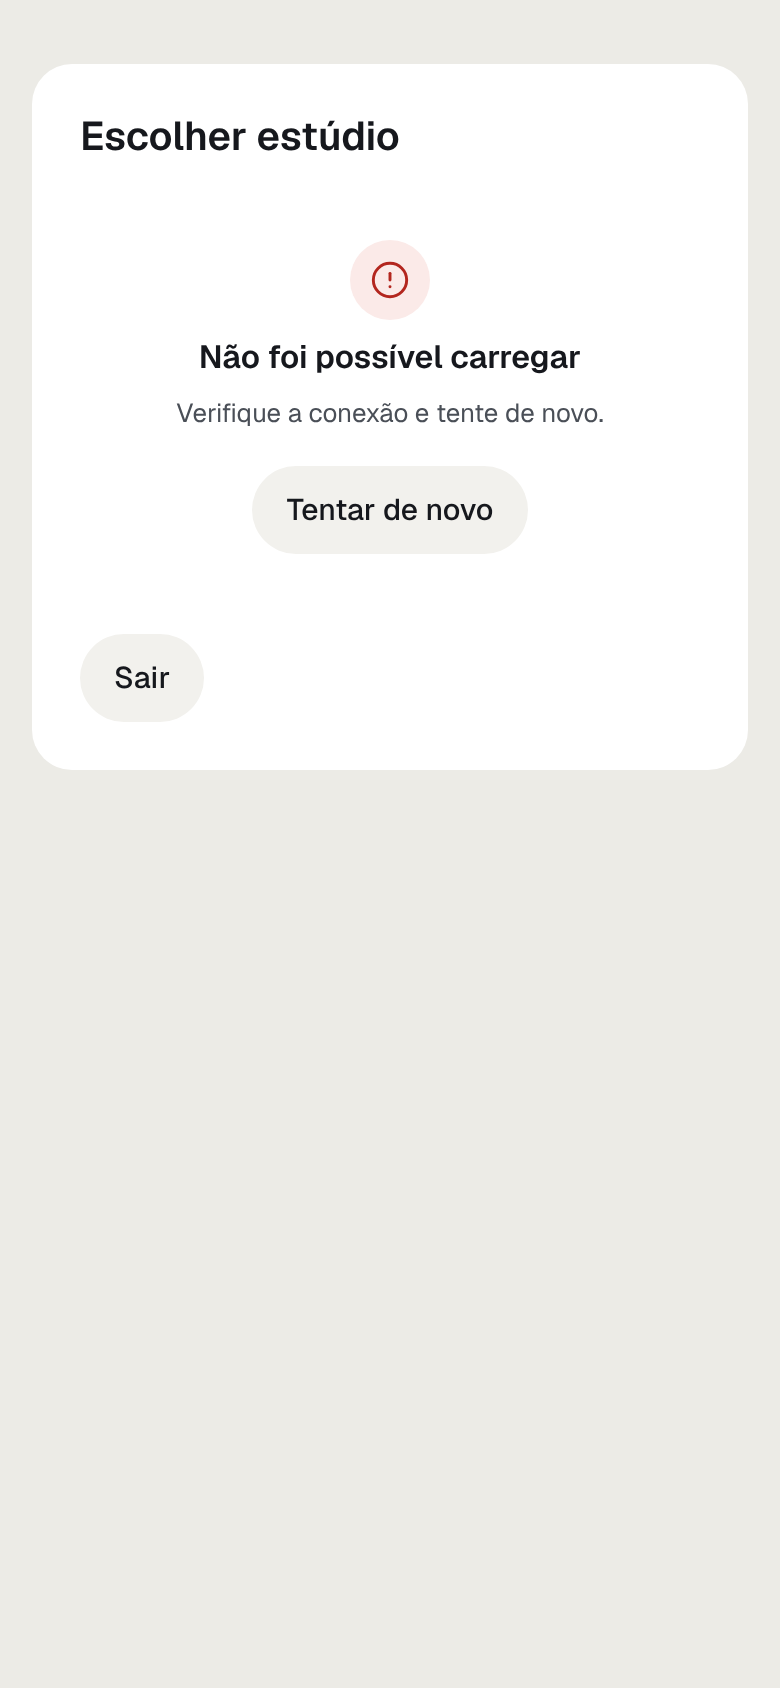 Escolher estúdio
Não foi possível carregar
Verifique a conexão e tente de novo.
Tentar de novo
Sair